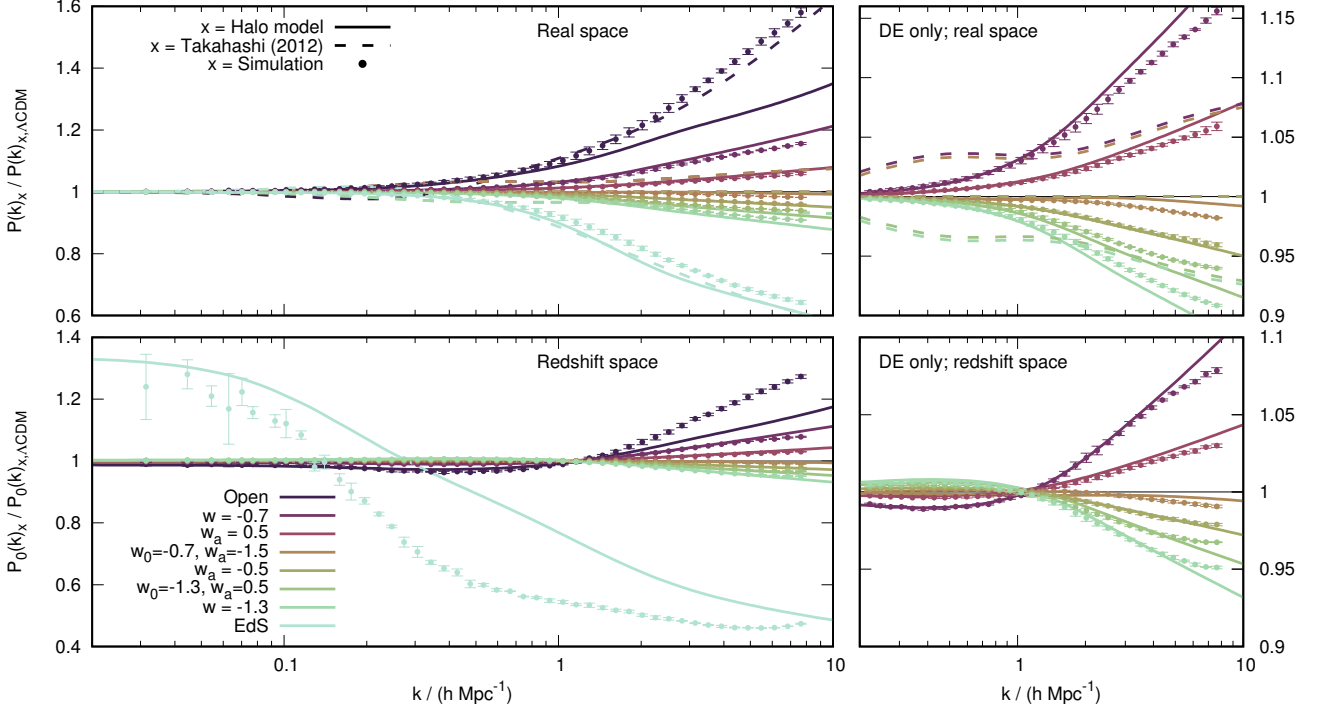 x = Halo model
x = Takahashi (2012)
x = Simulation
Real space
DE only; real space
P(k)x / P(k)x,ΛCDM
1.6
1.4
1.2
1
0.8
0.6
1.15
1.1
1.05
1
0.95
0.9
Redshift space
DE only; redshift space
P0(k)x / P0(k)x,ΛCDM
1.4
1.2
1
0.8
0.6
0.4
Open
w = -0.7
wa = 0.5
w0=-0.7, wa=-1.5
wa = -0.5
w0=-1.3, wa=0.5
w = -1.3
EdS
1.1
1.05
1
0.95
0.9
0.1 1 10
1 10
k / (h Mpc-1)
k / (h Mpc-1)